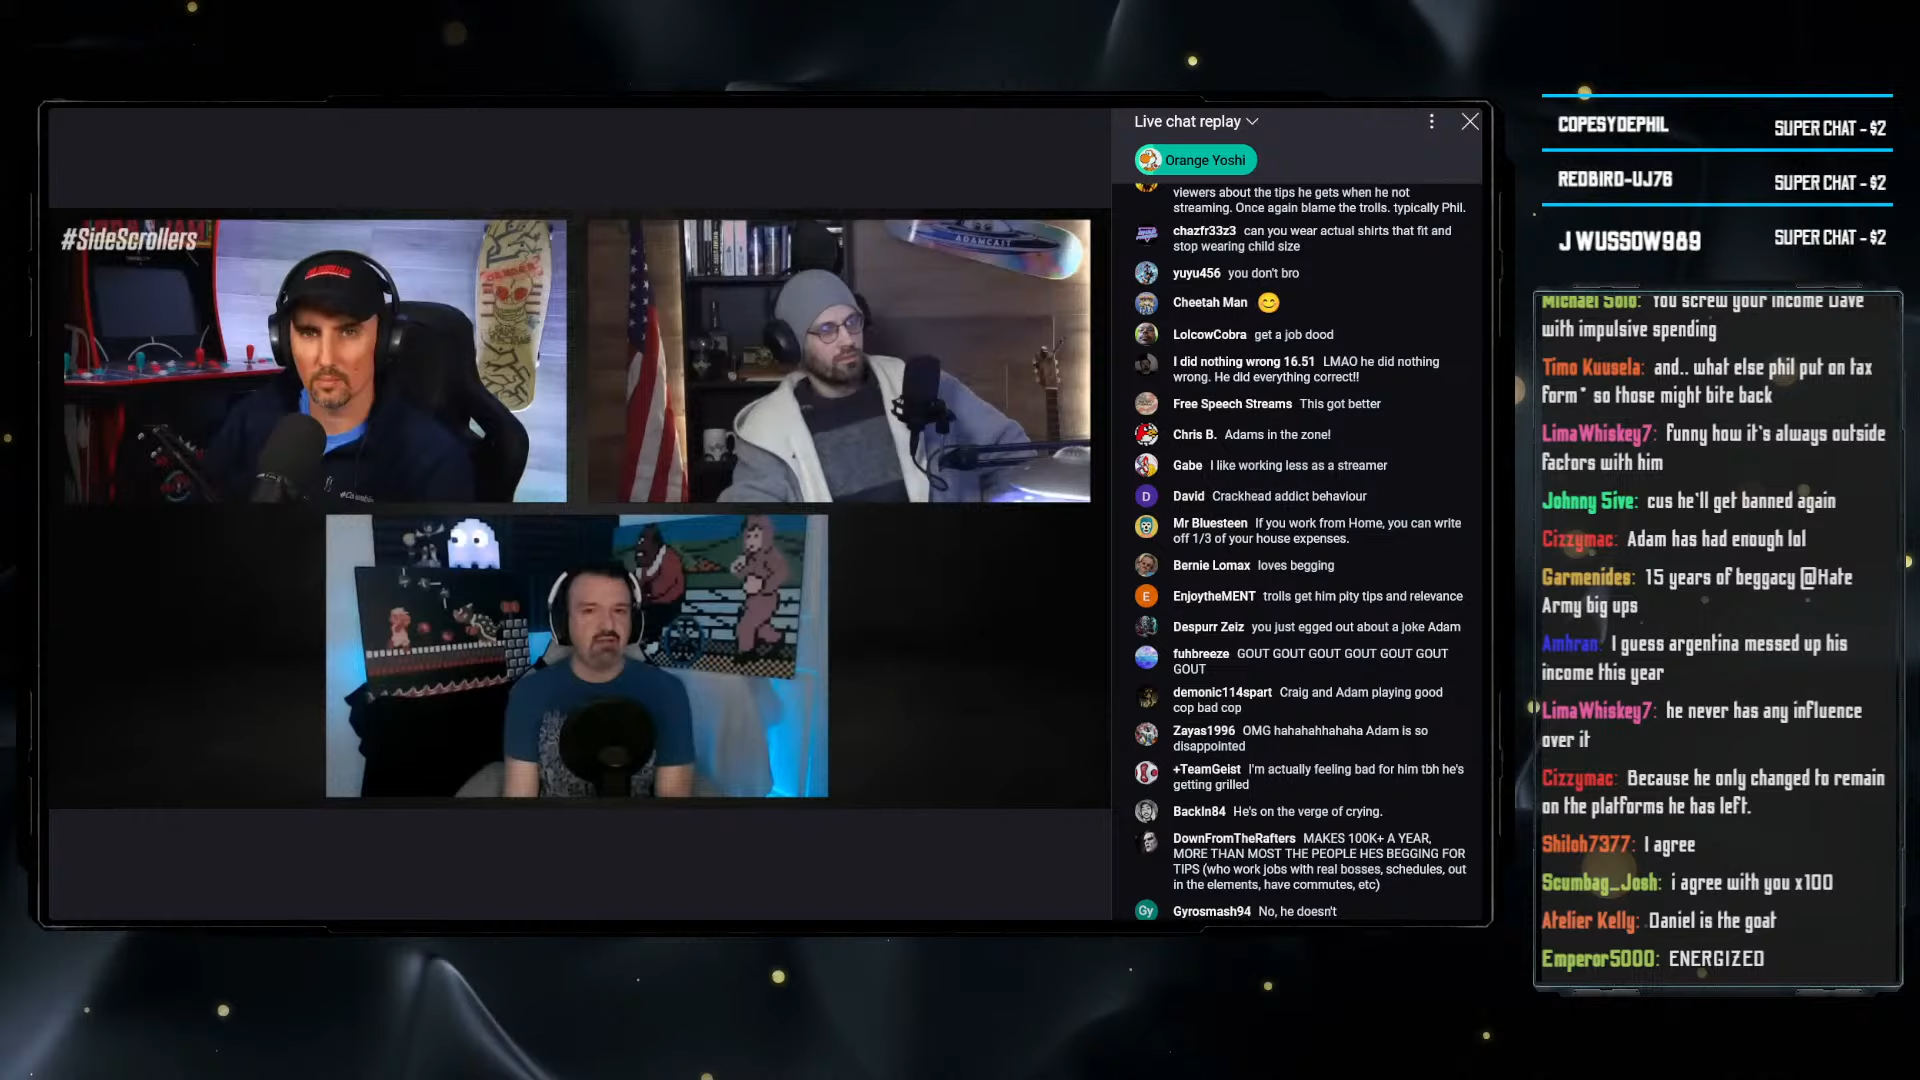 #SideScrollers
ADAMCAIT
Live chat replay
Orange Yoshi
viewers about the tips he gets when he not
streaming. Once again blame the trolls. typically Phil.
chazfr33z3 can you wear actual shirts that fit and
stop wearing child size
yuyu456 you don't bro
Cheetah Man 😊
LolcowCobra get a job dood
I did nothing wrong 16.51 LMAO he did nothing
wrong. He did everything correct!!
Free Speech Streams This got better
Chris B. Adams in the zone!
Gabe I like working less as a streamer
D David Crackhead addict behaviour
Mr Bluesteen If you work from Home, you can write
off 1/3 of your house expenses.
Bernie Lomax loves begging
E EnjoytheMENT trolls get him pity tips and relevance
Despurr Zeiz you just egged out about a joke Adam
fuhbreeze GOUT GOUT GOUT GOUT GOUT GOUT
GOUT
demonic114spart Craig and Adam playing good
cop bad cop
Zayas1996 OMG hahahahhahaha Adam is so
disappointed
+TeamGeist I'm actually feeling bad for him tbh he's
getting grilled
BackIn84 He's on the verge of crying.
DownFromTheRafters MAKES 100K+ A YEAR,
MORE THAN MOST THE PEOPLE HES BEGGING FOR
TIPS (who work jobs with real bosses, schedules, out
in the elements, have commutes, etc)
Gy Gyrosmash94 No, he doesn't
COPESYDEPHIL SUPER CHAT - $2
REDBIRD-UJ76 SUPER CHAT - $2
J WUSSOW989 SUPER CHAT - $2
Michael Solo: You screw your income Dave
with impulsive spending
Timo Kuusela: and.. what else phil put on tax
form* so those might bite back
LimaWhiskey7: funny how it's always outside
factors with him
Johnny 5ive: cus he'll get banned again
Cizzymac: Adam has had enough lol
Garmenides: 15 years of beggacy @Hate
Army big ups
Amhran: I guess argentina messed up his
income this year
LimaWhiskey7: he never has any influence
over it
Cizzymac: Because he only changed to remain
on the platforms he has left.
Shiloh7377: I agree
Scumbag_Josh: i agree with you x100
Atelier Kelly: Daniel is the goat
Emperor5000: ENERGIZED